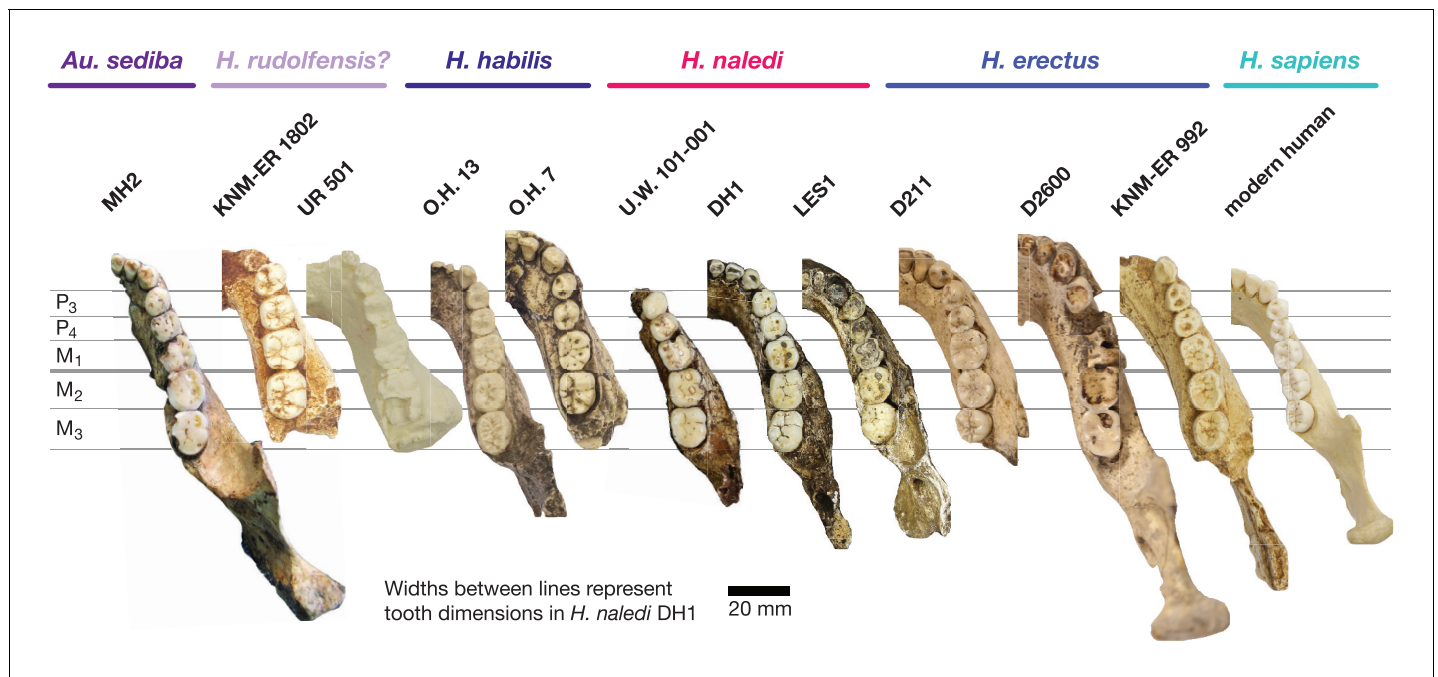 Au. sediba
H. rudolfensis?
H. habilis
H. naledi
H. erectus
H. sapiens
MH2
KNM-ER 1802
UR 501
O.H. 13
O.H. 7
U.W. 101-001
DH1
LES1
D211
D2600
KNM-ER 992
modern human
P3
P4
M1
M2
M3
Widths between lines represent
tooth dimensions in H. naledi DH1
20 mm